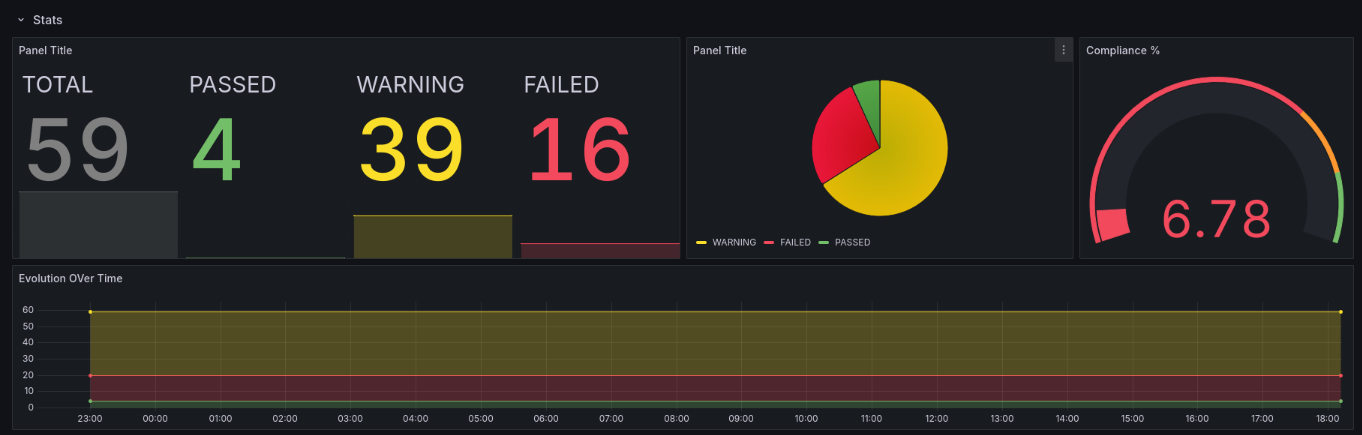 Stats
Panel Title
TOTAL PASSED WARNING FAILED
59 4 39 16
Panel Title
WARNING FAILED PASSED
Compliance %
6.78
Evolution OVer Time
60
50
40
30
20
10
0
23:00 00:00 01:00 02:00 03:00 04:00 05:00 06:00 07:00 08:00 09:00 10:00 11:00 12:00 13:00 14:00 15:00 16:00 17:00 18:00